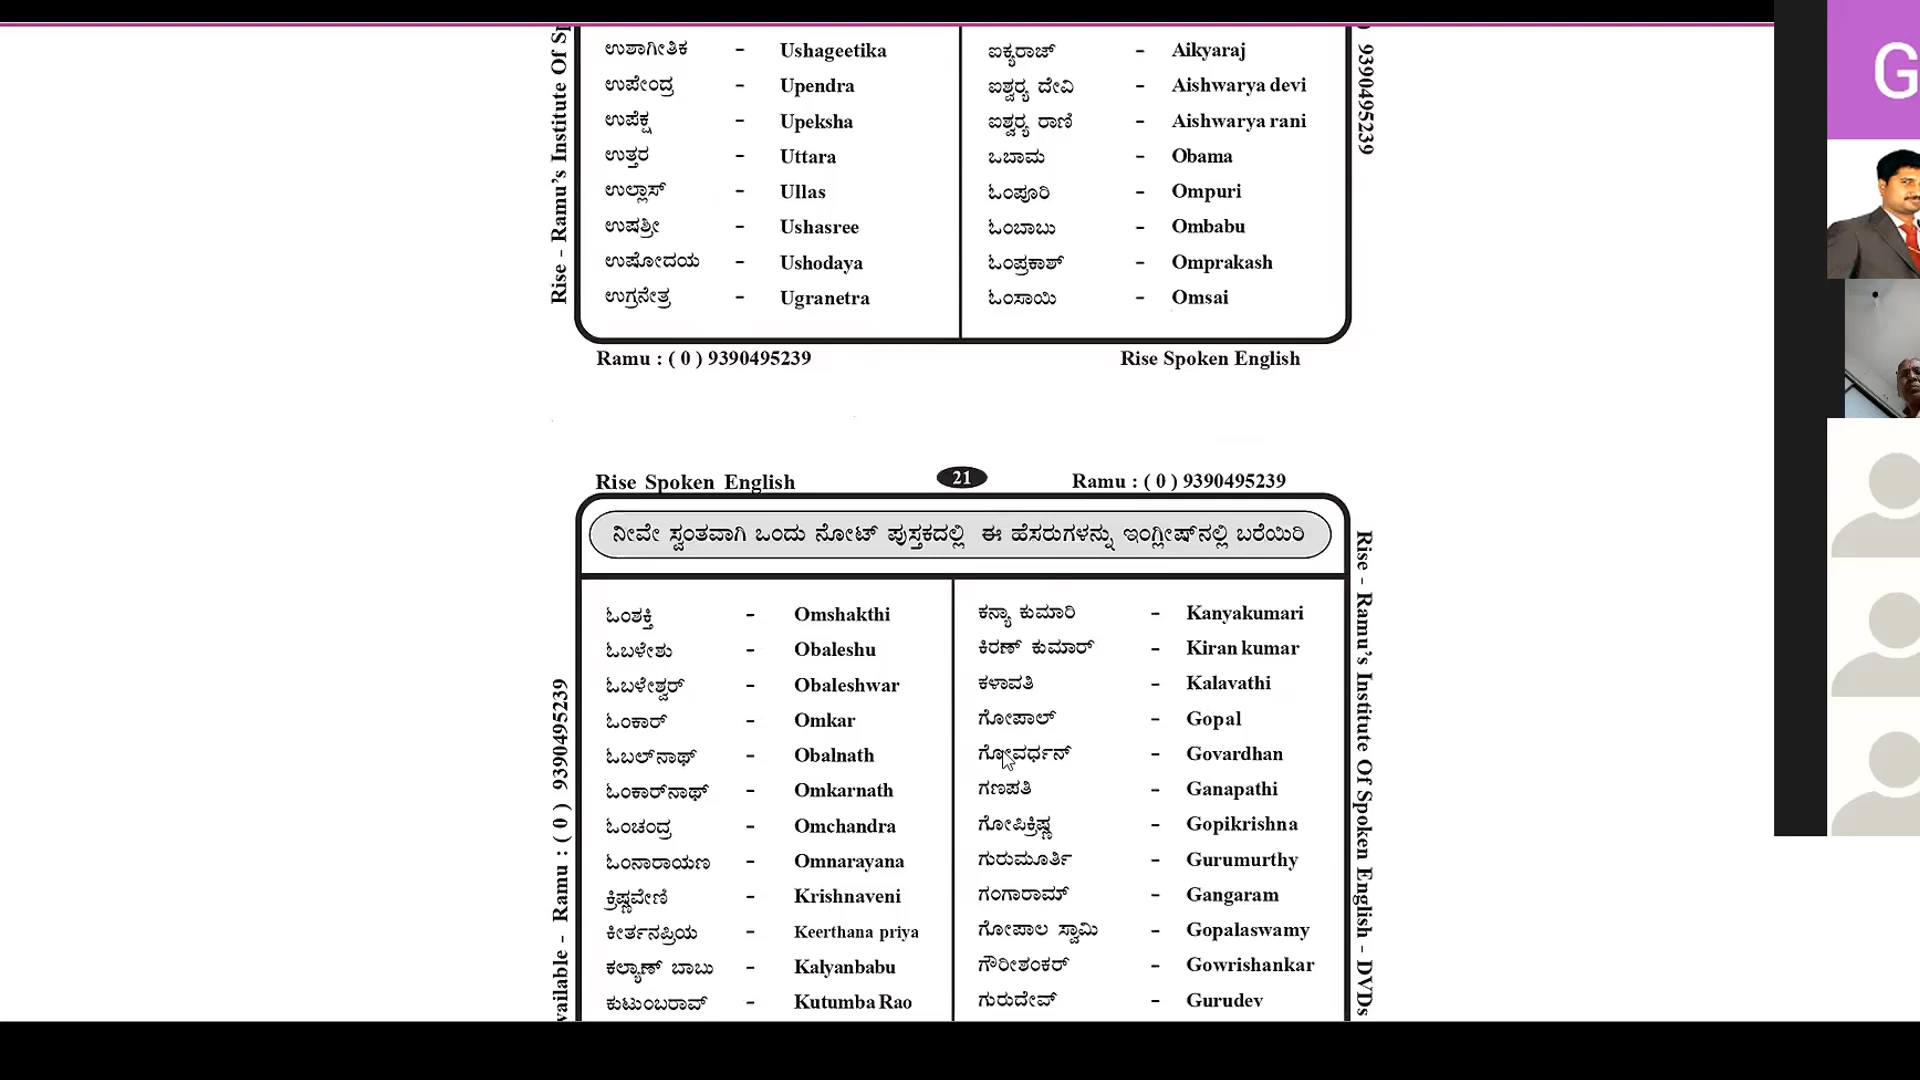 ಉಶಾಗೀತಿಕ - Ushageetika
ಉಪೇಂದ್ರ - Upendra
ಉಪೆಕ್ಷ - Upeksha
ಉತ್ತರ - Uttara
ಉಲ್ಲಾಸ್ - Ullas
ಉಷಶ್ರೀ - Ushasree
ಉಷೋದಯ - Ushodaya
ಉಗ್ರನೇತ್ರ - Ugranetra
ಐಕ್ಯರಾಜ್ - Aikyaraj
ಐಶ್ವರ್‍ಯ ದೇವಿ - Aishwarya devi
ಐಶ್ವರ್‍ಯ ರಾಣಿ - Aishwarya rani
ಒಬಾಮ - Obama
ಓಂಪೂರಿ - Ompuri
ಓಂಬಾಬು - Ombabu
ಓಂಪ್ರಕಾಶ್ - Omprakash
ಓಂಸಾಯಿ - Omsai
Rise - Ramu's Institute Of
9390495239
G
Ramu : ( 0 ) 9390495239 Rise Spoken English
Rise Spoken English 21 Ramu : ( 0 ) 9390495239
ನೀವೇ ಸ್ವಂತವಾಗಿ ಒಂದು ನೋಟ್ ಪುಸ್ತಕದಲ್ಲಿ ಈ ಹೆಸರುಗಳನ್ನು ಇಂಗ್ಲೀಷ್‌ನಲ್ಲಿ ಬರೆಯಿರಿ
ಓಂಶಕ್ತಿ - Omshakthi
ಓಬಳೇಶು - Obaleshu
ಓಬಳೇಶ್ವರ್ - Obaleshwar
ಓಂಕಾರ್ - Omkar
ಓಬಲ್‌ನಾಥ್ - Obalnath
ಓಂಕಾರ್‌ನಾಥ್ - Omkarnath
ಓಂಚಂದ್ರ - Omchandra
ಓಂನಾರಾಯಣ - Omnarayana
ಕ್ರಿಷ್ಣವೇಣಿ - Krishnaveni
ಕೀರ್ತನಪ್ರಿಯ - Keerthana priya
ಕಲ್ಯಾಣ್ ಬಾಬು - Kalyanbabu
ಕುಟುಂಬರಾವ್ - Kutumba Rao
ಕನ್ಯಾ ಕುಮಾರಿ - Kanyakumari
ಕಿರಣ್ ಕುಮಾರ್ - Kiran kumar
ಕಳಾವತಿ - Kalavathi
ಗೋಪಾಲ್ - Gopal
ಗೋವರ್ಧನ್ - Govardhan
ಗಣಪತಿ - Ganapathi
ಗೋಪಿಕ್ರಿಷ್ಣ - Gopikrishna
ಗುರುಮೂರ್ತಿ - Gurumurthy
ಗಂಗಾರಾಮ್ - Gangaram
ಗೋಪಾಲ ಸ್ವಾಮಿ - Gopalaswamy
ಗೌರೀಶಂಕರ್ - Gowrishankar
ಗುರುದೇವ್ - Gurudev
- Ramu : ( 0 ) 9390495239
Rise - Ramu's Institute Of Spoken English - DVDs